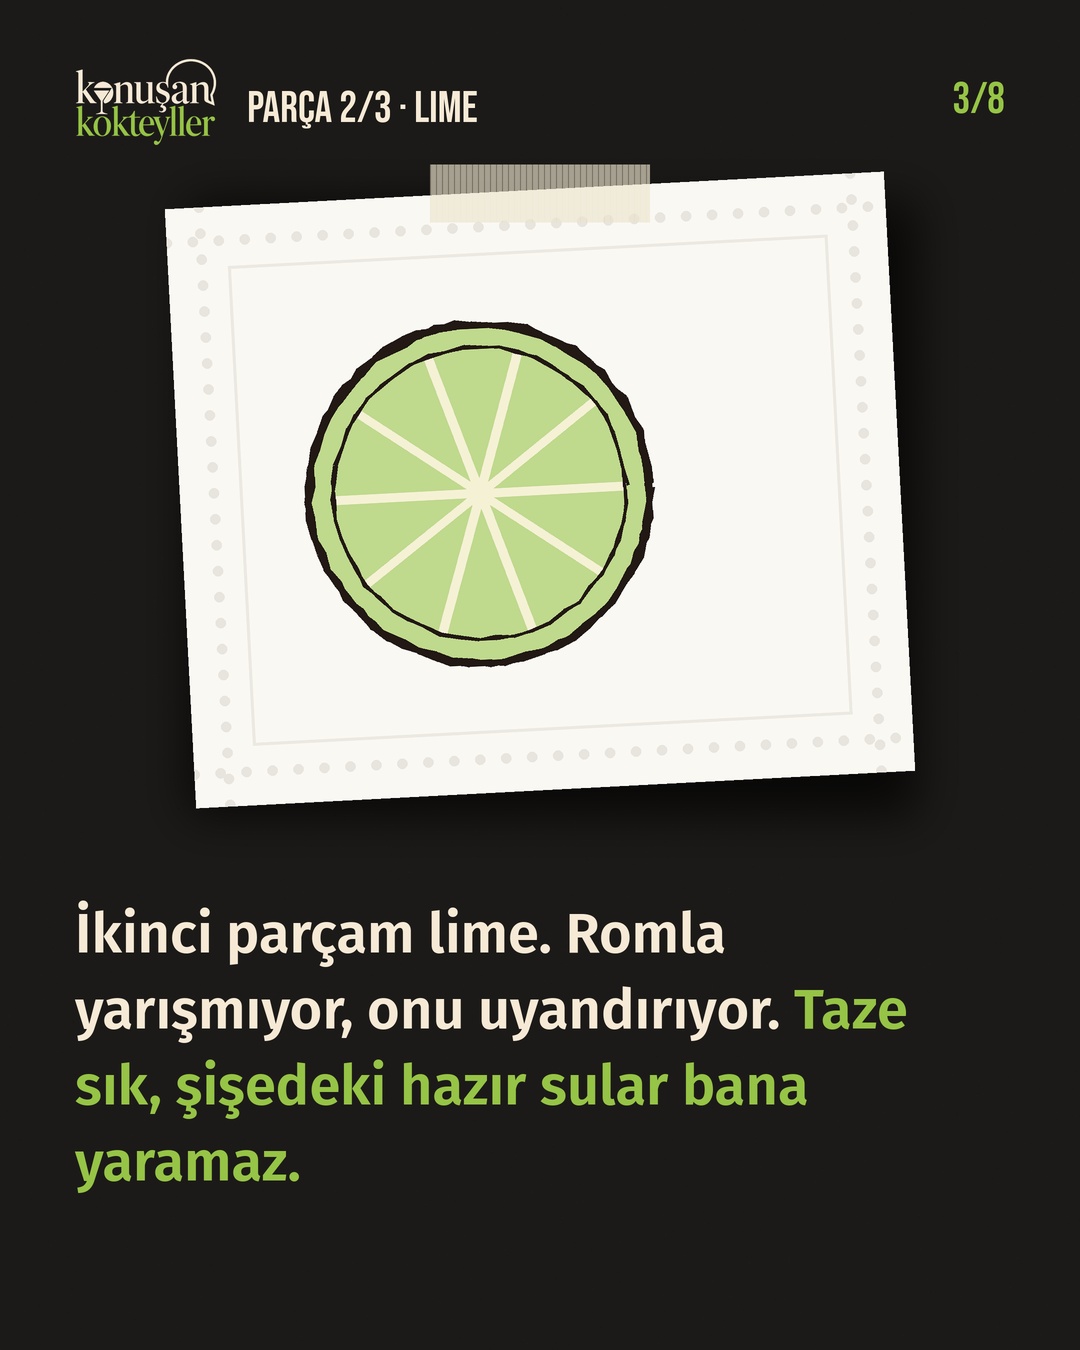 konuşan
kokteyller
PARÇA 2/3 · LIME
3/8
İkinci parçam lime. Romla
yarışmıyor, onu uyandırıyor. Taze
sık, şişedeki hazır sular bana
yaramaz.